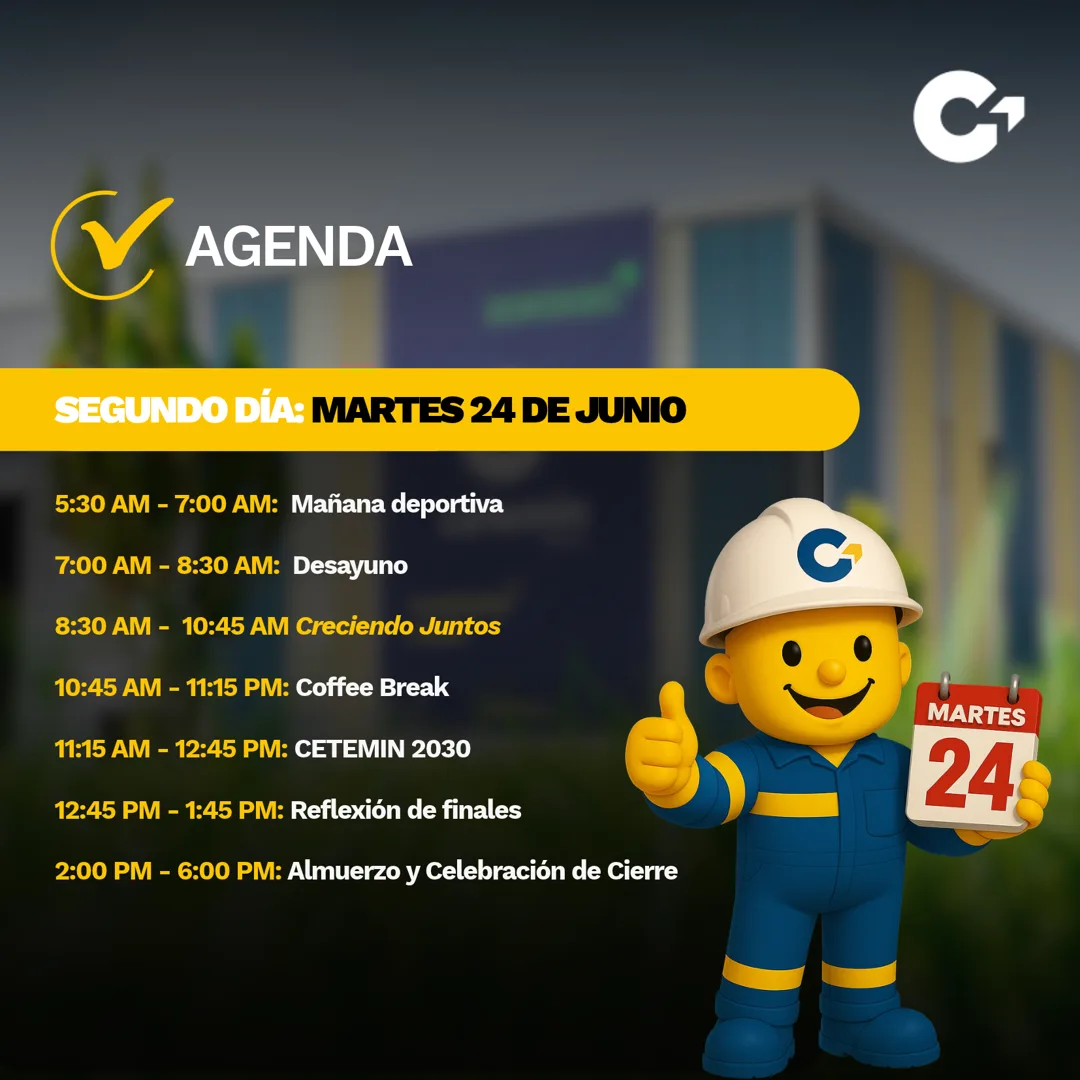 AGENDA
SEGUNDO DÍA: MARTES 24 DE JUNIO
5:30 AM - 7:00 AM: Mañana deportiva
7:00 AM - 8:30 AM: Desayuno
8:30 AM - 10:45 AM Creciendo Juntos
10:45 AM - 11:15 PM: Coffee Break
11:15 AM - 12:45 PM: CETEMIN 2030
12:45 PM - 1:45 PM: Reflexión de finales
2:00 PM - 6:00 PM: Almuerzo y Celebración de Cierre
MARTES
24